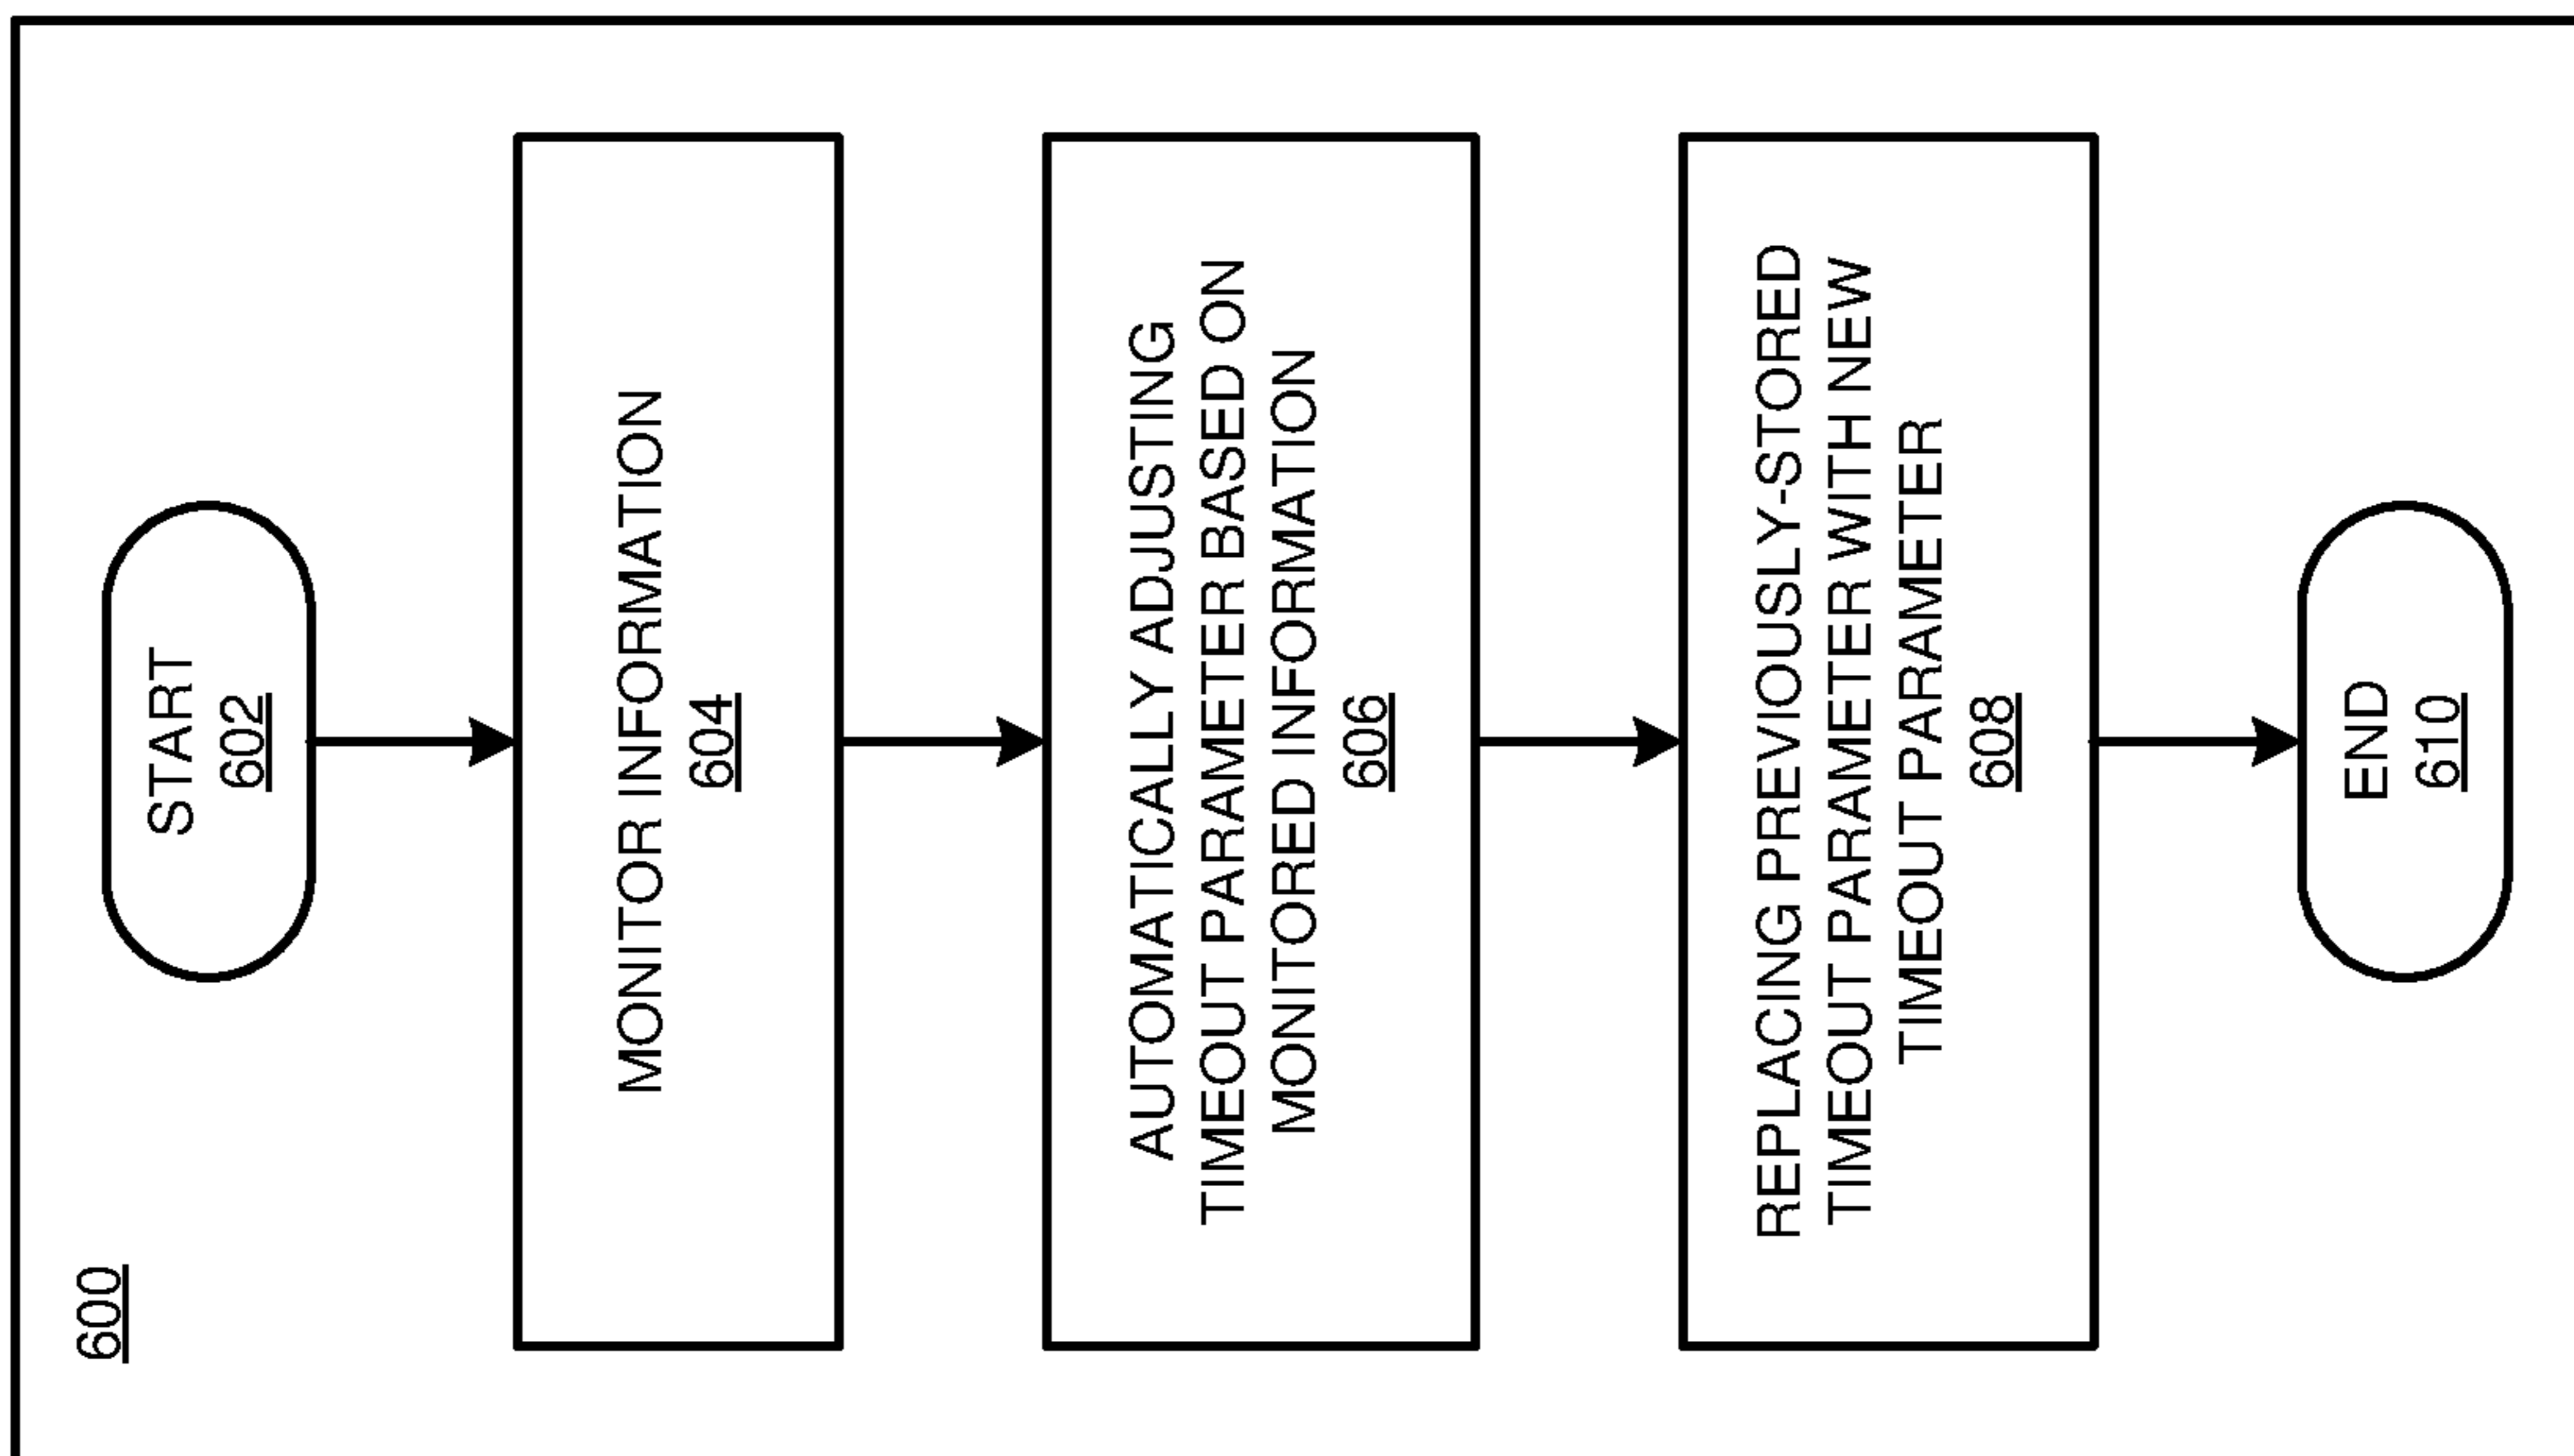 600
START
602
MONITOR INFORMATION
604
AUTOMATICALLY ADJUSTING
TIMEOUT PARAMETER BASED ON
MONITORED INFORMATION
606
REPLACING PREVIOUSLY-STORED
TIMEOUT PARAMETER WITH NEW
TIMEOUT PARAMETER
608
END
610